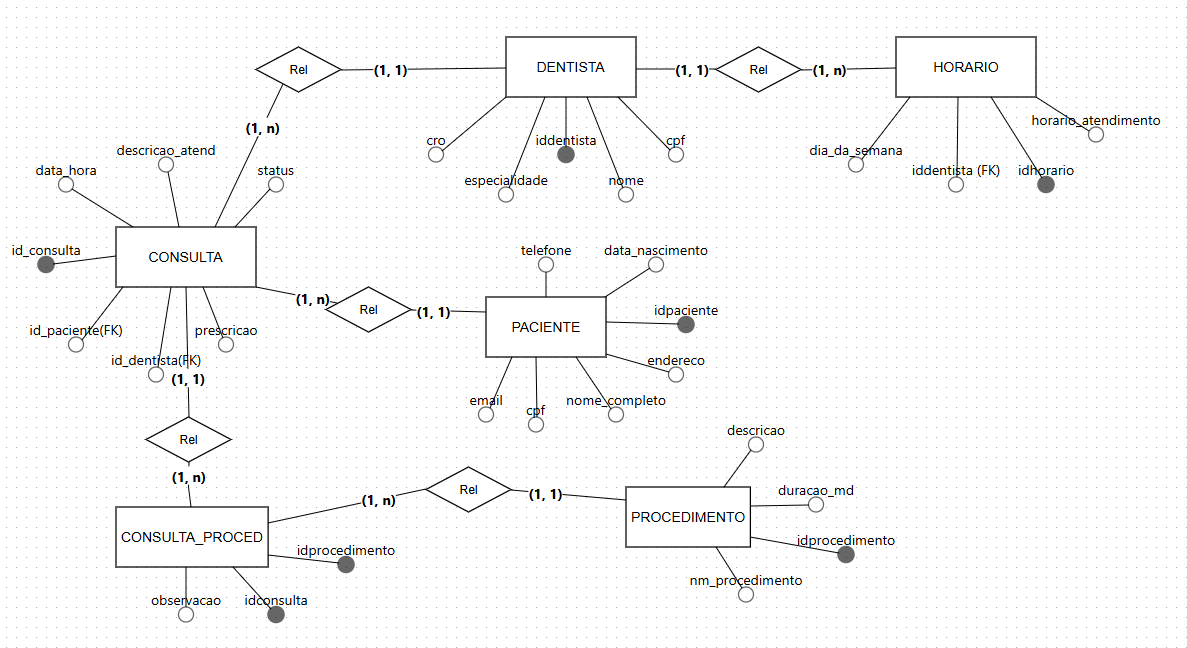 Rel
(1, 1)
DENTISTA
(1, 1)
Rel
(1, n)
HORARIO
(1, n)
cro
especialidade
iddentista
nome
cpf
dia_da_semana
iddentista (FK)
idhorario
horario_atendimento
data_hora
descricao_atend
status
id_consulta
CONSULTA
id_paciente(FK)
id_dentista(FK)
prescricao
(1, n)
Rel
(1, 1)
telefone
data_nascimento
PACIENTE
idpaciente
endereco
email
cpf
nome_completo
(1, 1)
Rel
(1, n)
CONSULTA_PROCED
observacao
idconsulta
idprocedimento
(1, n)
Rel
(1, 1)
descricao
PROCEDIMENTO
duracao_md
idprocedimento
nm_procedimento